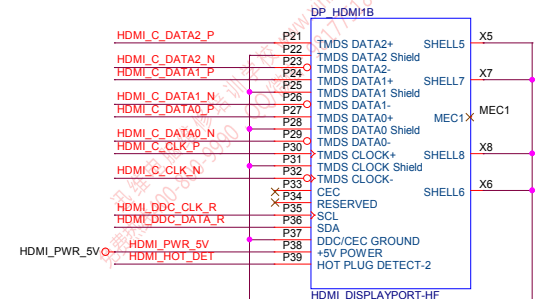 DP_HDMI1B
HDMI_C_DATA2_P P21 TMDS DATA2+ SHELL5 X5
P22 TMDS DATA2 Shield
HDMI_C_DATA2_N P23 TMDS DATA2-
HDMI_C_DATA1_P P24 TMDS DATA1+ SHELL7 X7
P25 TMDS DATA1 Shield
HDMI_C_DATA1_N P26 TMDS DATA1-
HDMI_C_DATA0_P P27 TMDS DATA0+ MEC1 MEC1
P28 TMDS DATA0 Shield
HDMI_C_DATA0_N P29 TMDS DATA0-
HDMI_C_CLK_P P30 TMDS CLOCK+ SHELL8 X8
P31 TMDS CLOCK Shield
HDMI_C_CLK_N P32 TMDS CLOCK-
P33 CEC SHELL6 X6
P34 RESERVED
HDMI_DDC_CLK_R P35 SCL
HDMI_DDC_DATA_R P36 SDA
P37 DDC/CEC GROUND
HDMI_PWR_5V HDMI_PWR_5V P38 +5V POWER
HDMI_HOT_DET P39 HOT PLUG DETECT-2
HDMI_DISPLAYPORT-HF